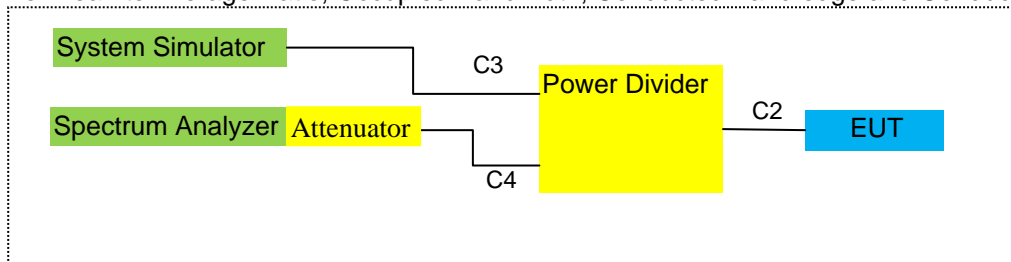 System Simulator
C3
Power Divider
Spectrum Analyzer Attenuator
C2
EUT
C4